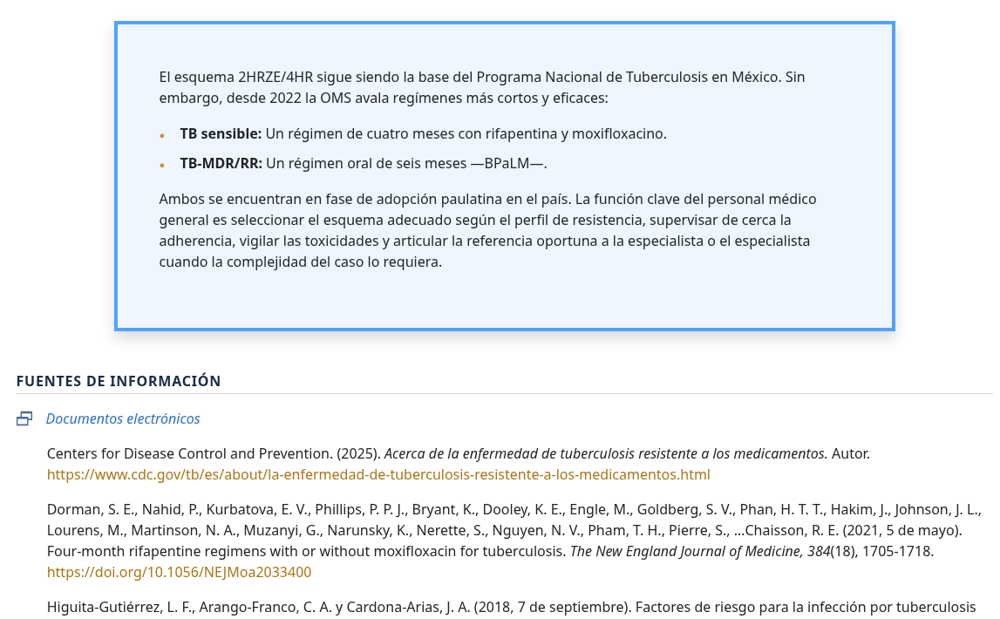 El esquema 2HRZE/4HR sigue siendo la base del Programa Nacional de Tuberculosis en México. Sin
embargo, desde 2022 la OMS avala regímenes más cortos y eficaces:
• TB sensible: Un régimen de cuatro meses con rifapentina y moxifloxacino.
• TB-MDR/RR: Un régimen oral de seis meses —BPaLM—.
Ambos se encuentran en fase de adopción paulatina en el país. La función clave del personal médico
general es seleccionar el esquema adecuado según el perfil de resistencia, supervisar de cerca la
adherencia, vigilar las toxicidades y articular la referencia oportuna a la especialista o el especialista
cuando la complejidad del caso lo requiera.
FUENTES DE INFORMACIÓN
Documentos electrónicos
Centers for Disease Control and Prevention. (2025). Acerca de la enfermedad de tuberculosis resistente a los medicamentos. Autor.
https://www.cdc.gov/tb/es/about/la-enfermedad-de-tuberculosis-resistente-a-los-medicamentos.html
Dorman, S. E., Nahid, P., Kurbatova, E. V., Phillips, P. P. J., Bryant, K., Dooley, K. E., Engle, M., Goldberg, S. V., Phan, H. T. T., Hakim, J., Johnson, J. L.,
Lourens, M., Martinson, N. A., Muzanyi, G., Narunsky, K., Nerette, S., Nguyen, N. V., Pham, T. H., Pierre, S., ...Chaisson, R. E. (2021, 5 de mayo).
Four-month rifapentine regimens with or without moxifloxacin for tuberculosis. The New England Journal of Medicine, 384(18), 1705-1718.
https://doi.org/10.1056/NEJMoa2033400
Higuita-Gutiérrez, L. F., Arango-Franco, C. A. y Cardona-Arias, J. A. (2018, 7 de septiembre). Factores de riesgo para la infección por tuberculosis